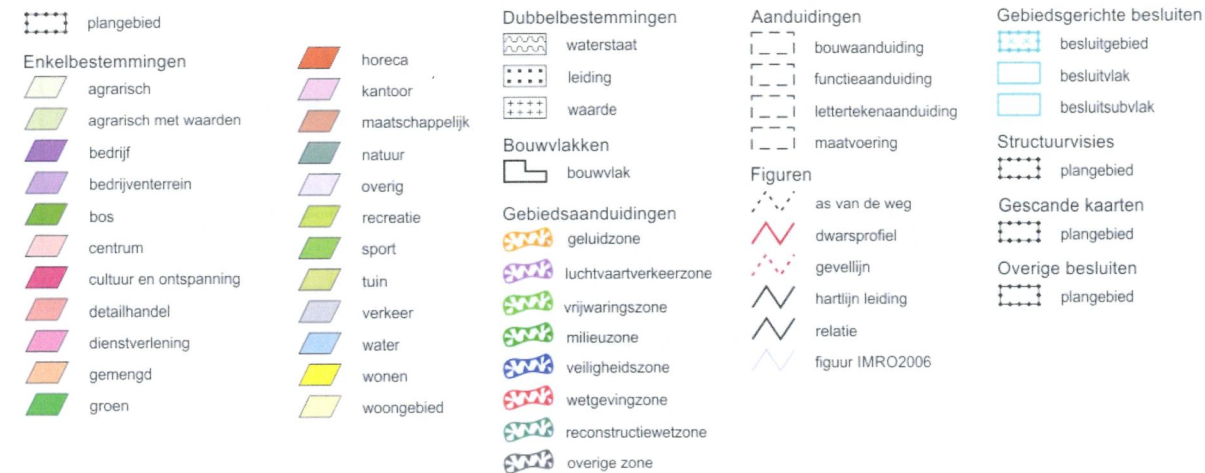 plangebied
Enkelbestemmingen
agrarisch
agrarisch met waarden
bedrijf
bedrijventerrein
bos
centrum
cultuur en ontspanning
detailhandel
dienstverlening
gemengd
groen
horeca
kantoor
maatschappelijk
natuur
overig
recreatie
sport
tuin
verkeer
water
wonen
woongebied
Dubbelbestemmingen
waterstaat
leiding
waarde
Bouwvlakken
bouwvlak
Gebiedsaanduidingen
geluidzone
luchtvaartverkeerzone
vrijwaringszone
milieuzone
veiligheidszone
wetgevingzone
reconstructiewetzone
overige zone
Aanduidingen
bouwaanduiding
functieaanduiding
lettertekenaanduiding
maatvoering
Figuren
as van de weg
dwarsprofiel
gevellijn
hartlijn leiding
relatie
figuur IMRO2006
Gebiedsgerichte besluiten
besluitgebied
besluitvlak
besluitsubvlak
Structuurvisies
plangebied
Gescande kaarten
plangebied
Overige besluiten
plangebied